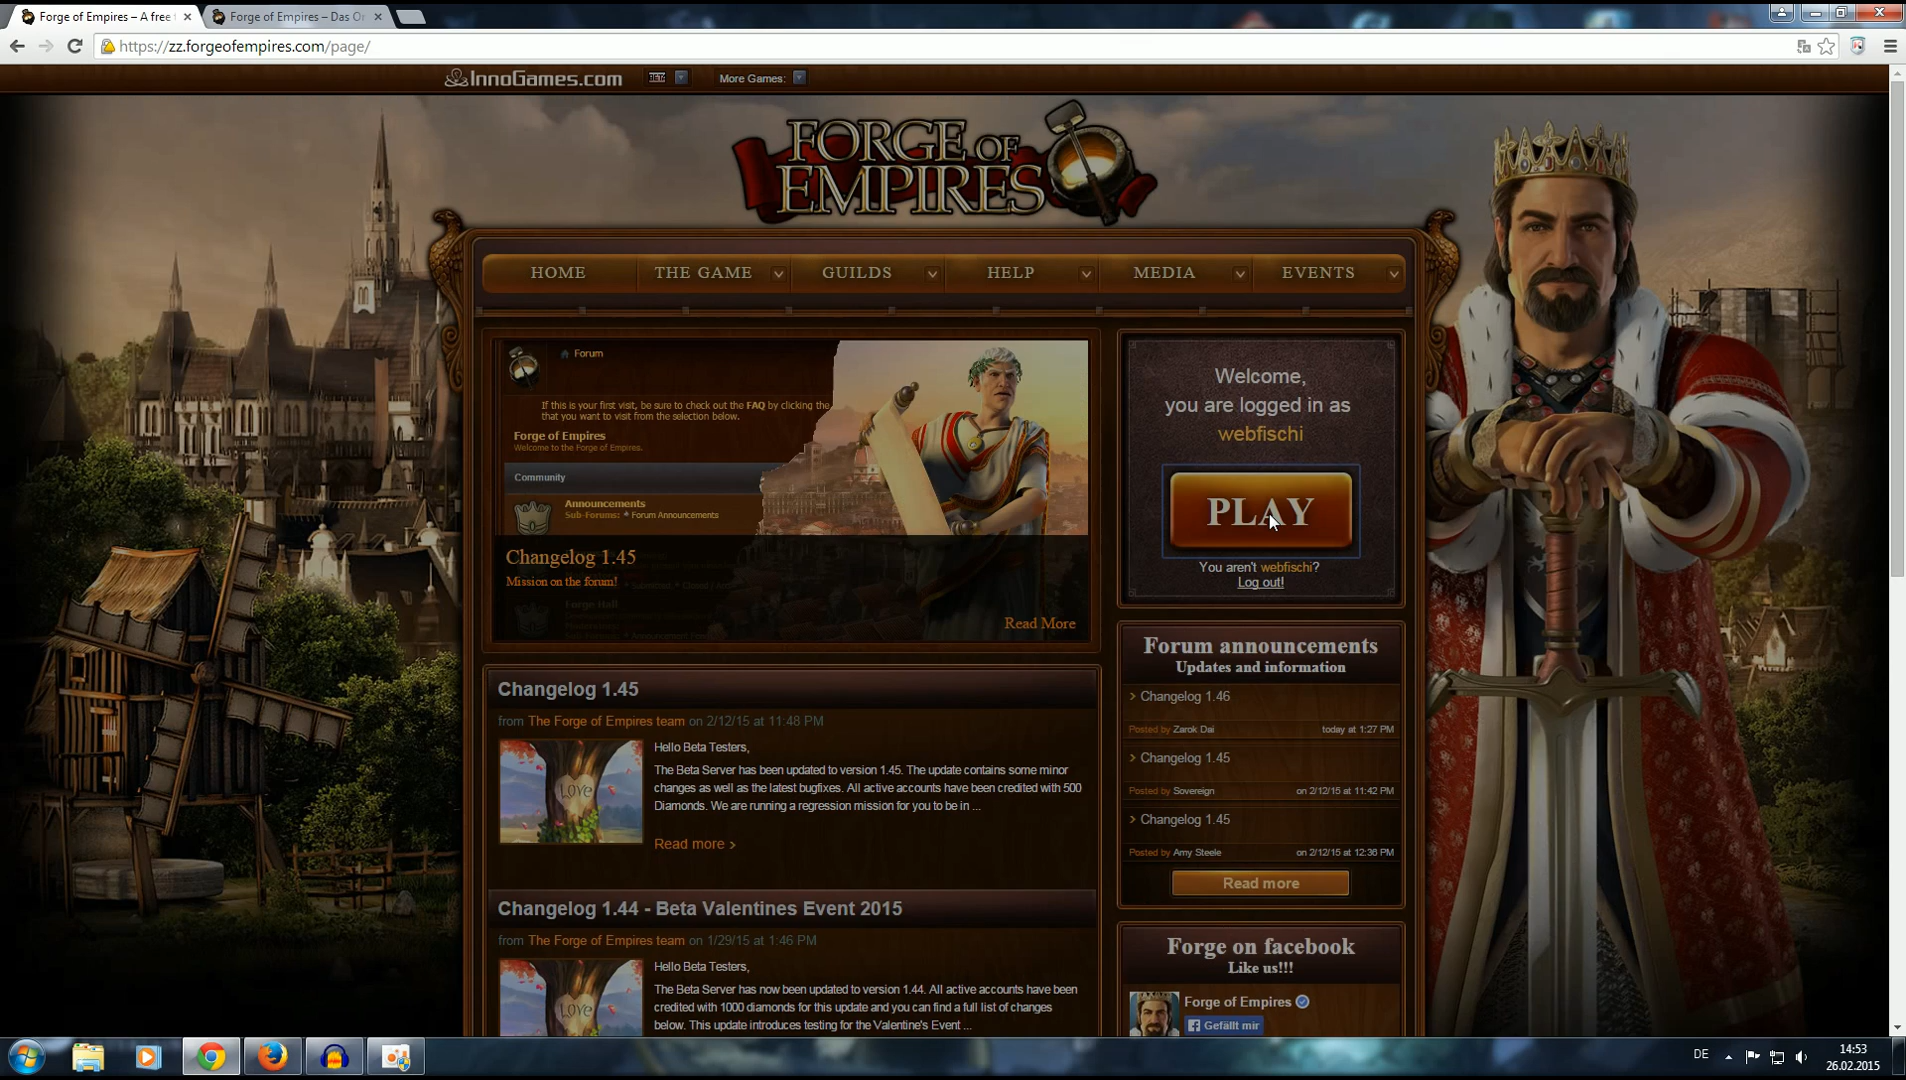 Forge of Empires – A free
Forge of Empires – Das On
https://zz.forgeofempires.com/page/
InnoGames.com
BETA
More Games:
FORGE OF
EMPIRES
HOME
THE GAME
GUILDS
HELP
MEDIA
EVENTS
Forum
If this is your first visit, be sure to check out the FAQ by clicking the
that you want to visit from the selection below.
Forge of Empires
Welcome to the Forge of Empires.
Community
Announcements
Sub-Forums: Forum Announcements
Changelog 1.45
Mission on the forum!
Forge Hall
Read More
Welcome,
you are logged in as
webfischi
PLAY
You aren't webfischi?
Log out!
Forum announcements
Updates and information
Changelog 1.46
Posted by Zarok Dai today at 1:27 PM
Changelog 1.45
Posted by Sovereign on 2/12/15 at 11:42 PM
Changelog 1.45
Posted by Amy Steele on 2/12/15 at 12:36 PM
Read more
Changelog 1.45
from The Forge of Empires team on 2/12/15 at 11:48 PM
LOVE
Hello Beta Testers,
The Beta Server has been updated to version 1.45. The update contains some minor
changes as well as the latest bugfixes. All active accounts have been credited with 500
Diamonds. We are running a regression mission for you to be in ...
Read more >
Changelog 1.44 - Beta Valentines Event 2015
from The Forge of Empires team on 1/29/15 at 1:46 PM
LOVE
Hello Beta Testers,
The Beta Server has now been updated to version 1.44. All active accounts have been
credited with 1000 diamonds for this update and you can find a full list of changes
below. This update introduces testing for the Valentine's Event ...
Forge on facebook
Like us!!!
Forge of Empires
Gefällt mir
DE
14:53
26.02.2015